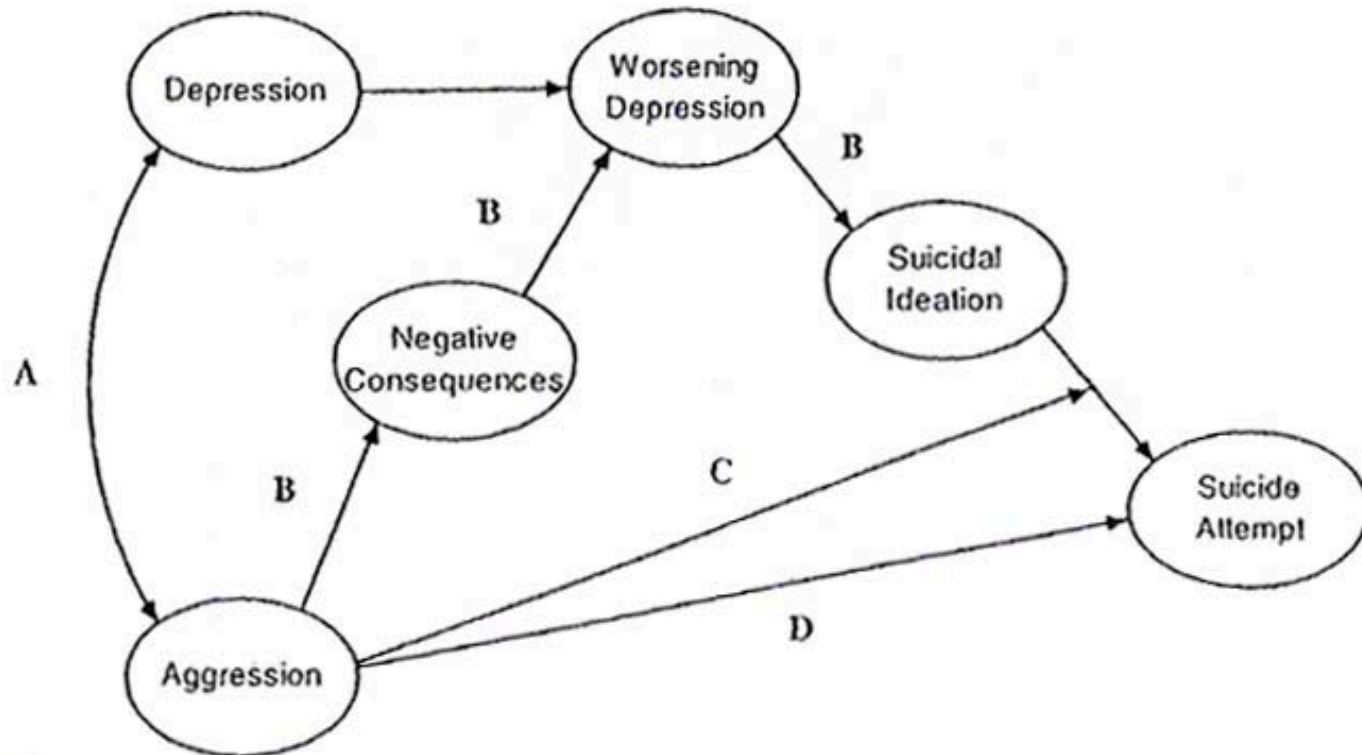 Depression
Worsening
Depression
B
B
Suicidal
Ideation
Negative
Consequences
A
C
B
Suicide
Attempt
D
Aggression